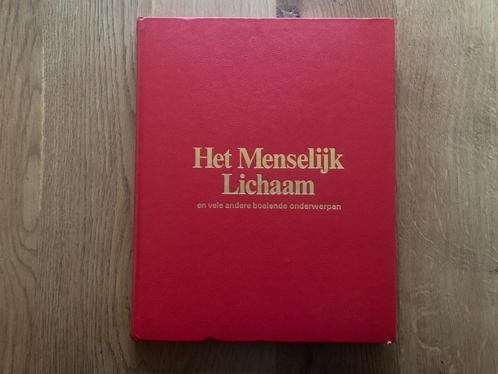 Het Menselijk
Lichaam
en vele andere boeiende onderwerpen